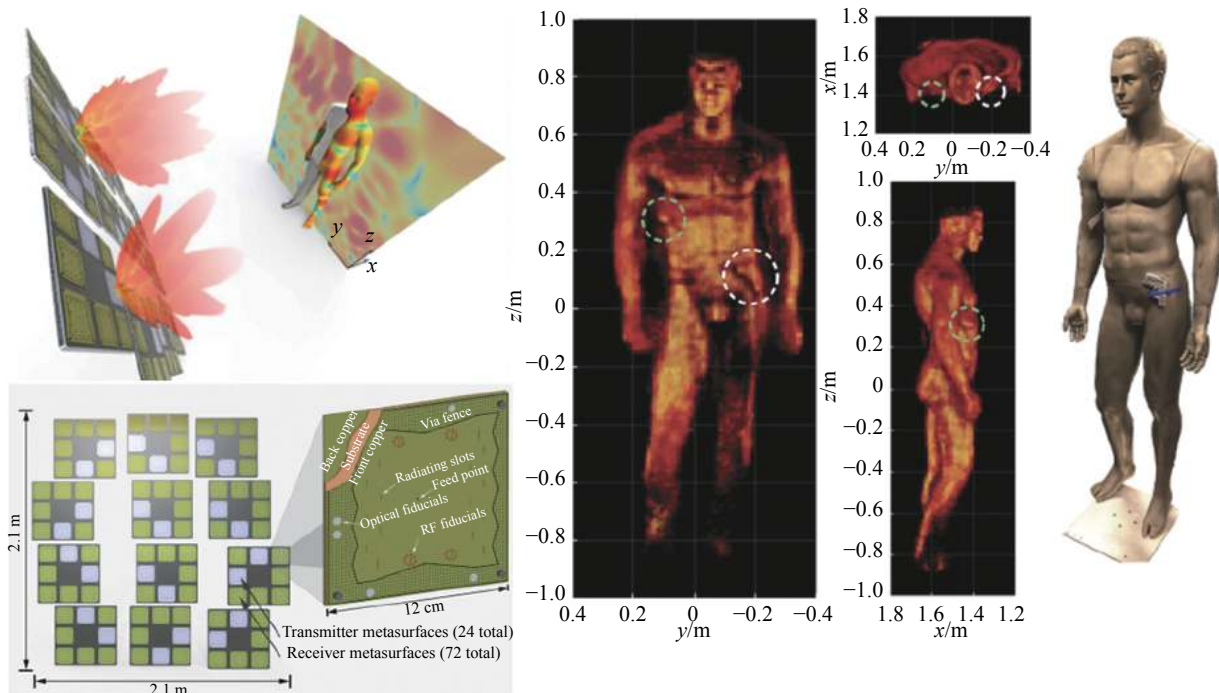 y
z
x
2.1 m
Back copper
Substrate
Front copper
Via fence
Radiating slots
Feed point
Optical fiducials
RF fiducials
12 cm
Transmitter metasurfaces (24 total)
Receiver metasurfaces (72 total)
2.1 m
1.0
0.8
0.6
0.4
0.2
0
−0.2
−0.4
−0.6
−0.8
−1.0
z/m
0.4 0.2 0 −0.2 −0.4
y/m
1.8
1.6
1.4
1.2
x/m
0.4 0.2 0 −0.2 −0.4
y/m
1.0
0.8
0.6
0.4
0.2
0
−0.2
−0.4
−0.6
−0.8
−1.0
z/m
1.6 1.4 1.2
x/m